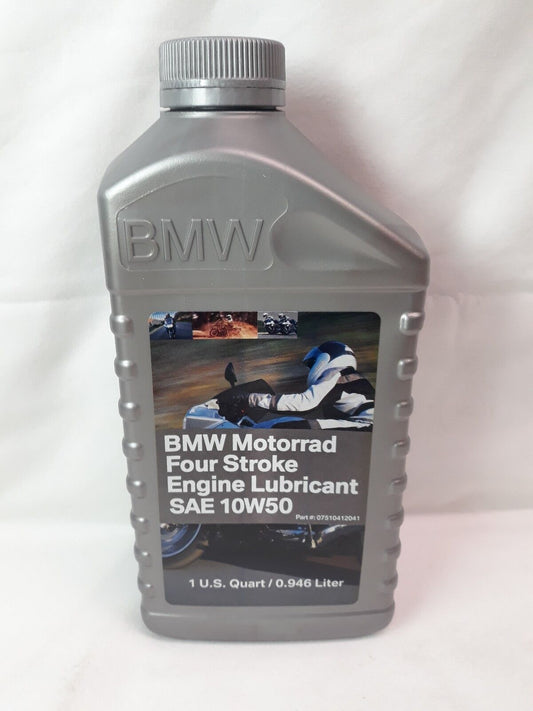 BMW
BMW Motorrad
Four Stroke
Engine Lubricant
SAE 10W50
Part #: 07510412041
1 U.S. Quart / 0.946 Liter